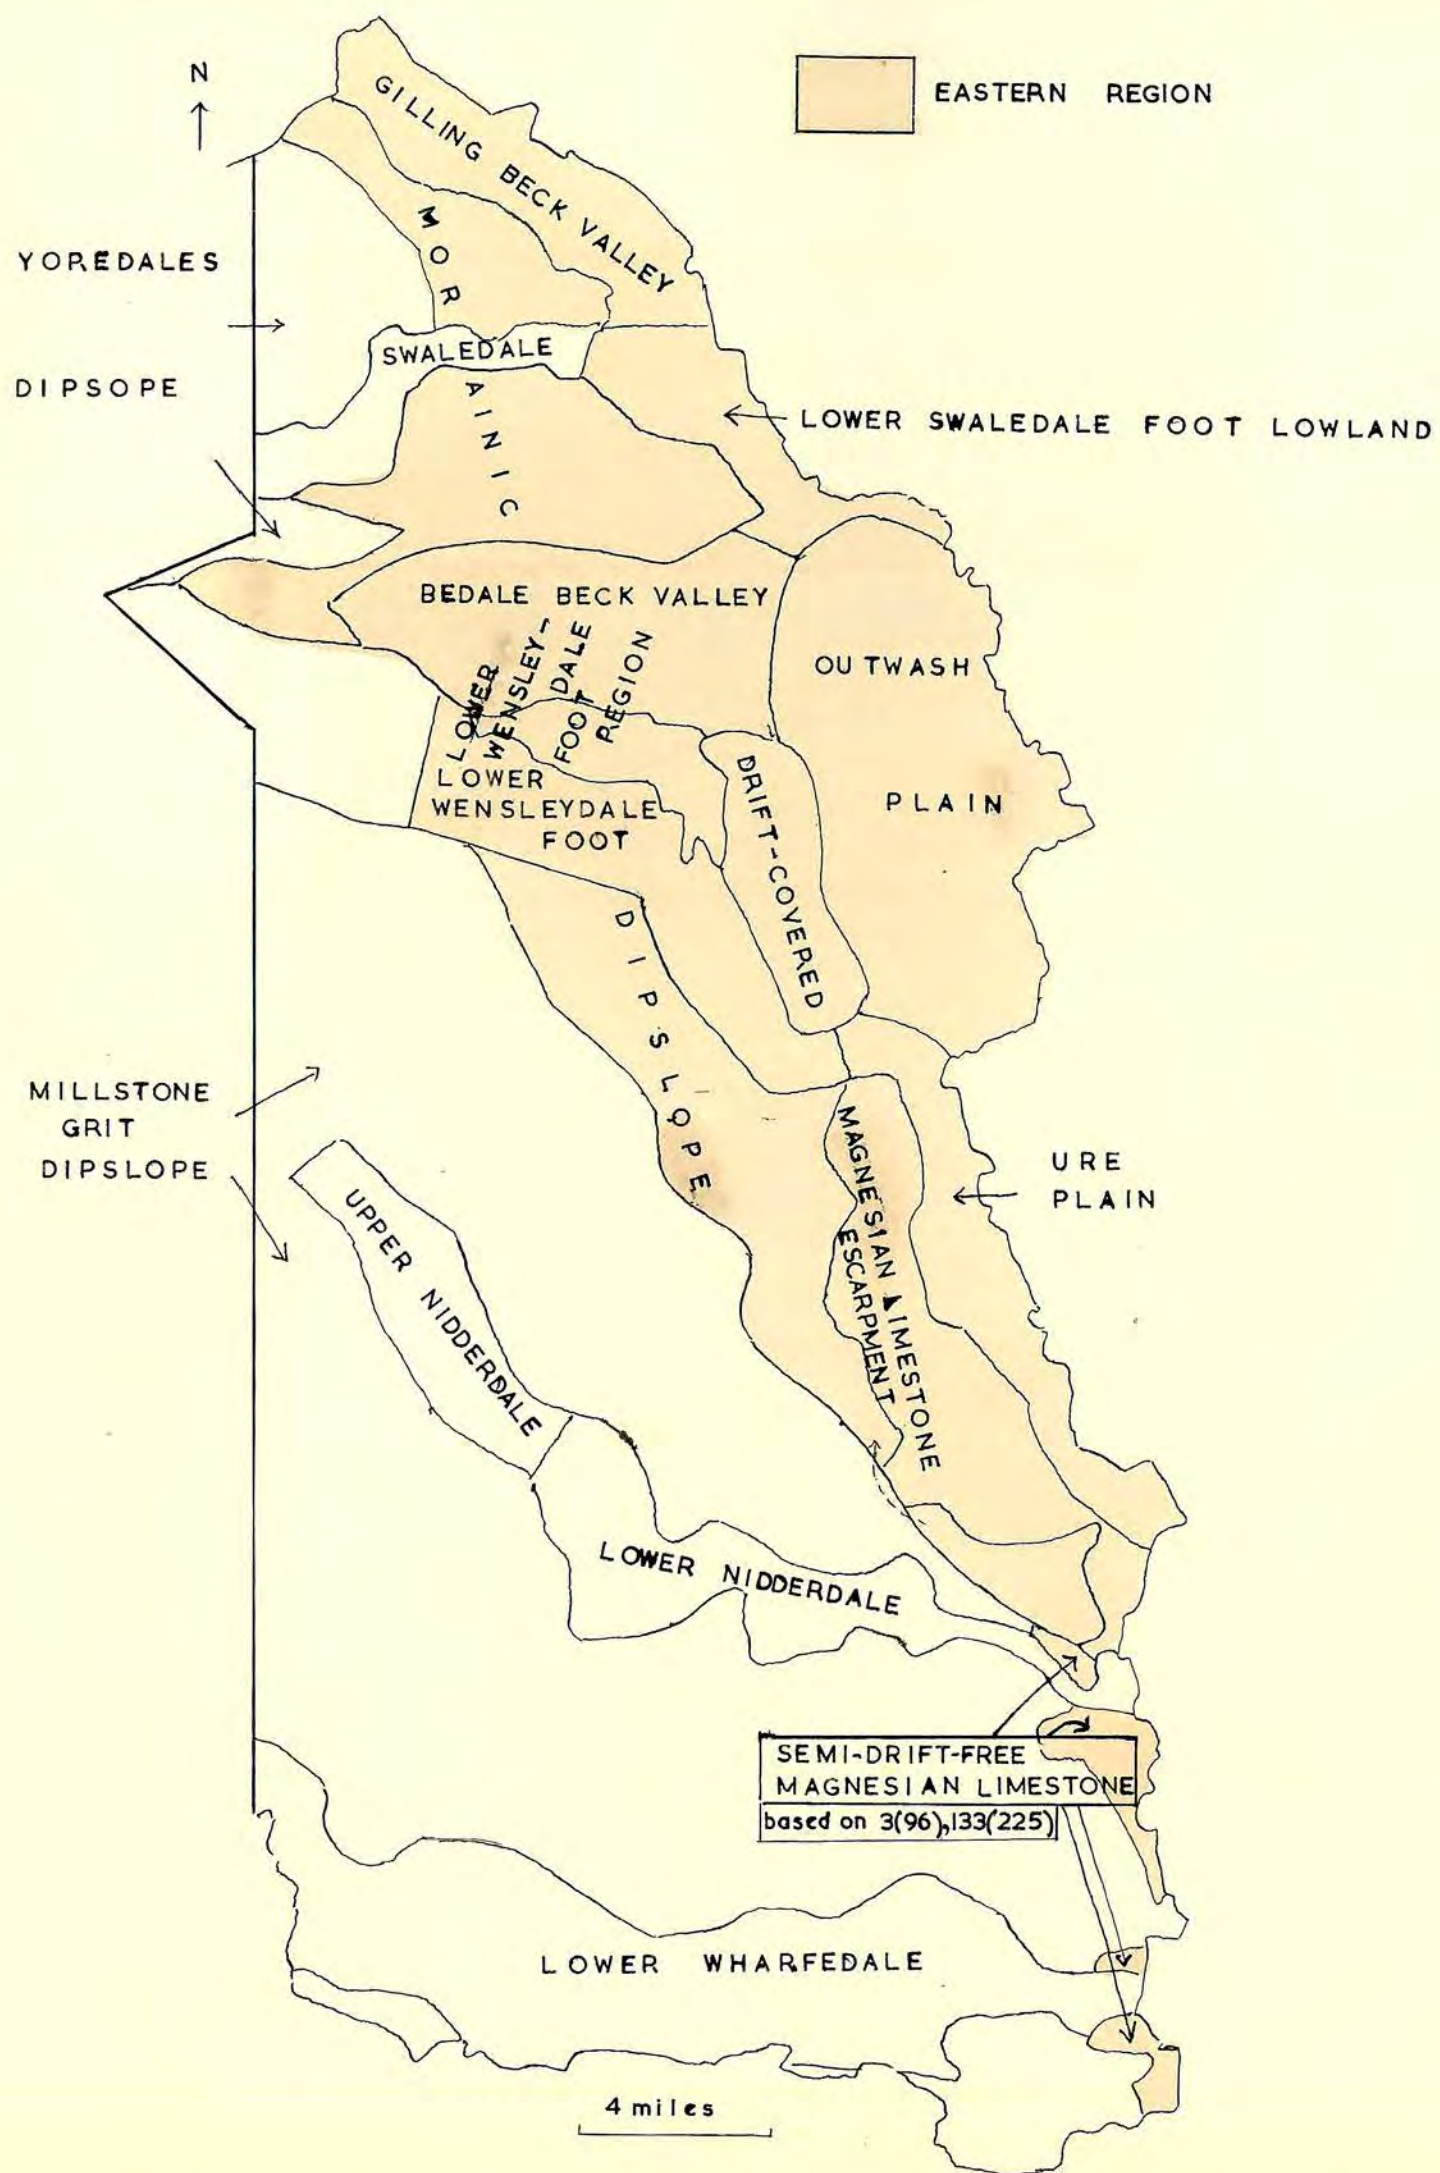 N
EASTERN REGION
GILLING BECK VALLEY
MOR
AINIC
DIPSLOPE
YOREDALES
DIPSOPE
SWALEDALE
LOWER SWALEDALE FOOT LOWLAND
BEDALE BECK VALLEY
LOWER
WENSLEY-
DALE
FOOT
REGION
OUTWASH
PLAIN
LOWER
WENSLEYDALE
FOOT
DRIFT-COVERED
MILLSTONE
GRIT
DIPSLOPE
MAGNESIAN LIMESTONE
ESCARPMENT
URE
PLAIN
UPPER NIDDERDALE
LOWER NIDDERDALE
SEMI-DRIFT-FREE
MAGNESIAN LIMESTONE
based on 3(96),133(225)
LOWER WHARFEDALE
4 miles